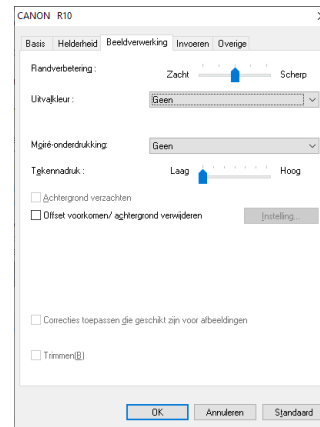 CANON R10
Basis Helderheid Beeldverwerking Invoeren Overige
Randverbetering : Zacht Scherp
Uitvalkleur : Geen
Moiré-onderdrukking: Geen
Tekennadruk : Laag Hoog
Achtergrond verzachten
Offset voorkomen/ achtergrond verwijderen Instelling...
Correcties toepassen die geschikt zijn voor afbeeldingen
Trimmen(B)
OK Annuleren Standaard